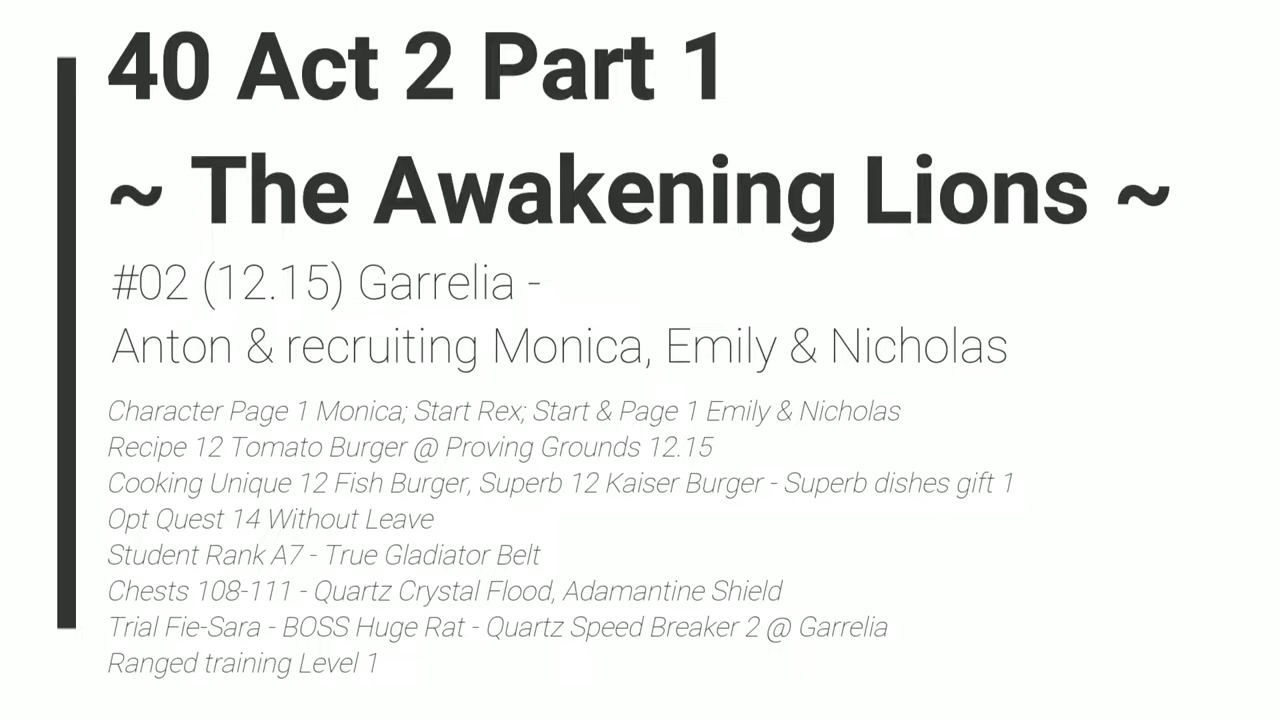 40 Act 2 Part 1
~ The Awakening Lions ~
#02 (12.15) Garrelia -
Anton & recruiting Monica, Emily & Nicholas
Character Page 1 Monica; Start Rex; Start & Page 1 Emily & Nicholas
Recipe 12 Tomato Burger @ Proving Grounds 12.15
Cooking Unique 12 Fish Burger, Superb 12 Kaiser Burger - Superb dishes gift 1
Opt Quest 14 Without Leave
Student Rank A7 - True Gladiator Belt
Chests 108-111 - Quartz Crystal Flood, Adamantine Shield
Trial Fie-Sara - BOSS Huge Rat - Quartz Speed Breaker 2 @ Garrelia
Ranged training Level 1